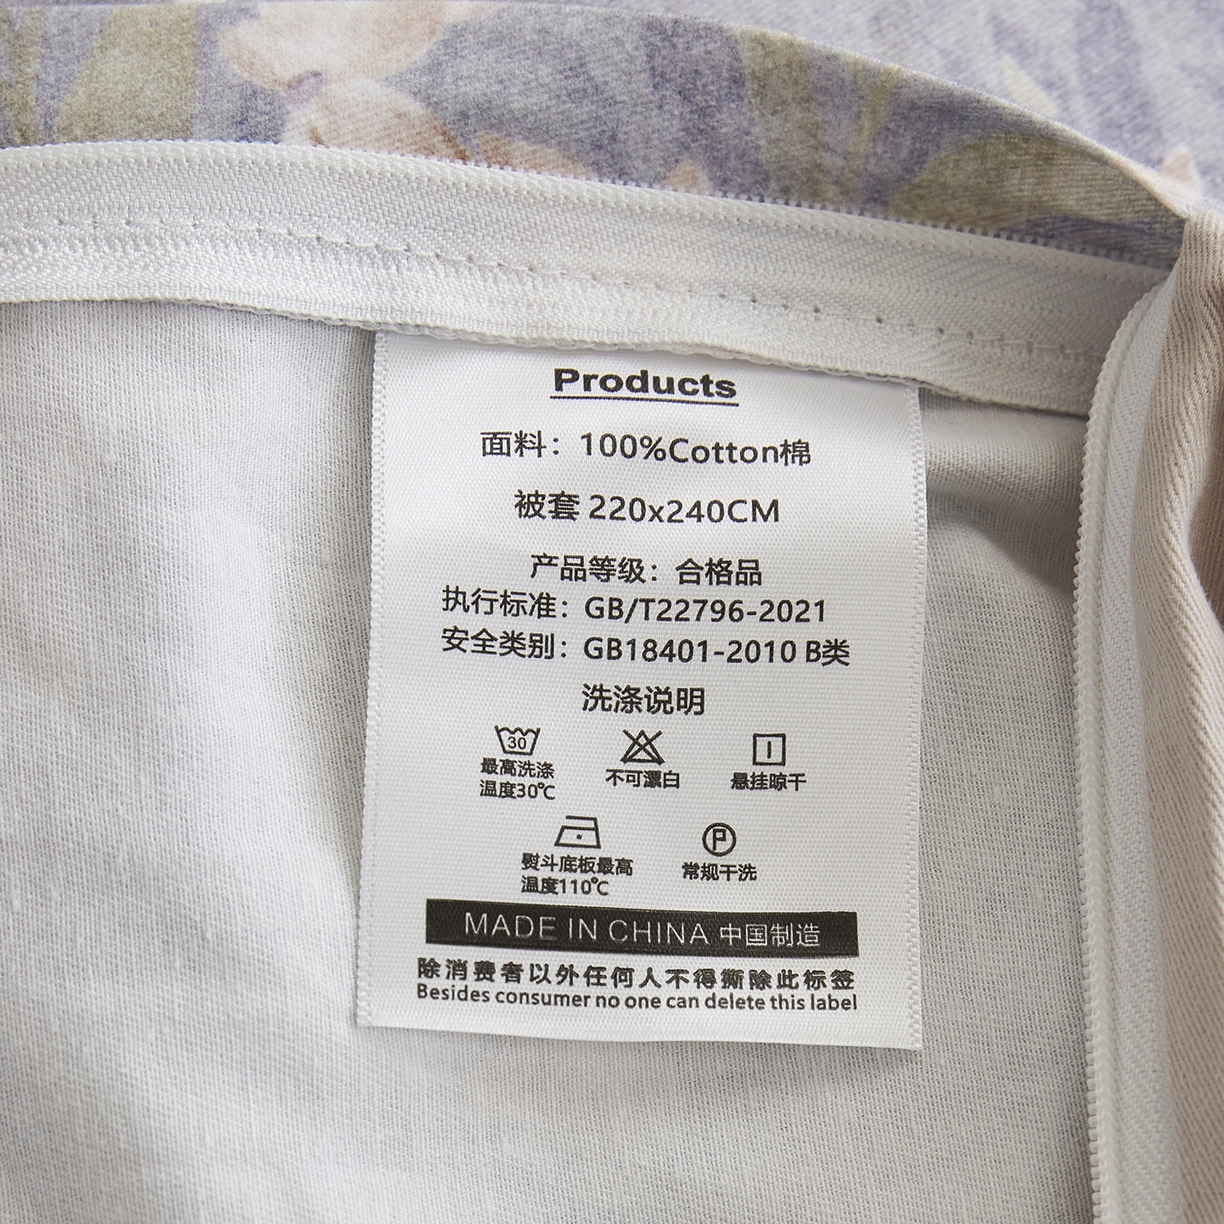 Products
面料：100%Cotton棉
被套 220x240CM
产品等级：合格品
执行标准：GB/T22796-2021
安全类别：GB18401-2010 B类
洗涤说明
30
最高洗涤
温度30℃
不可漂白
悬挂晾干
P
熨斗底板最高
温度110℃
常规干洗
MADE IN CHINA 中国制造
除消费者以外任何人不得撕除此标签
Besides consumer no one can delete this label